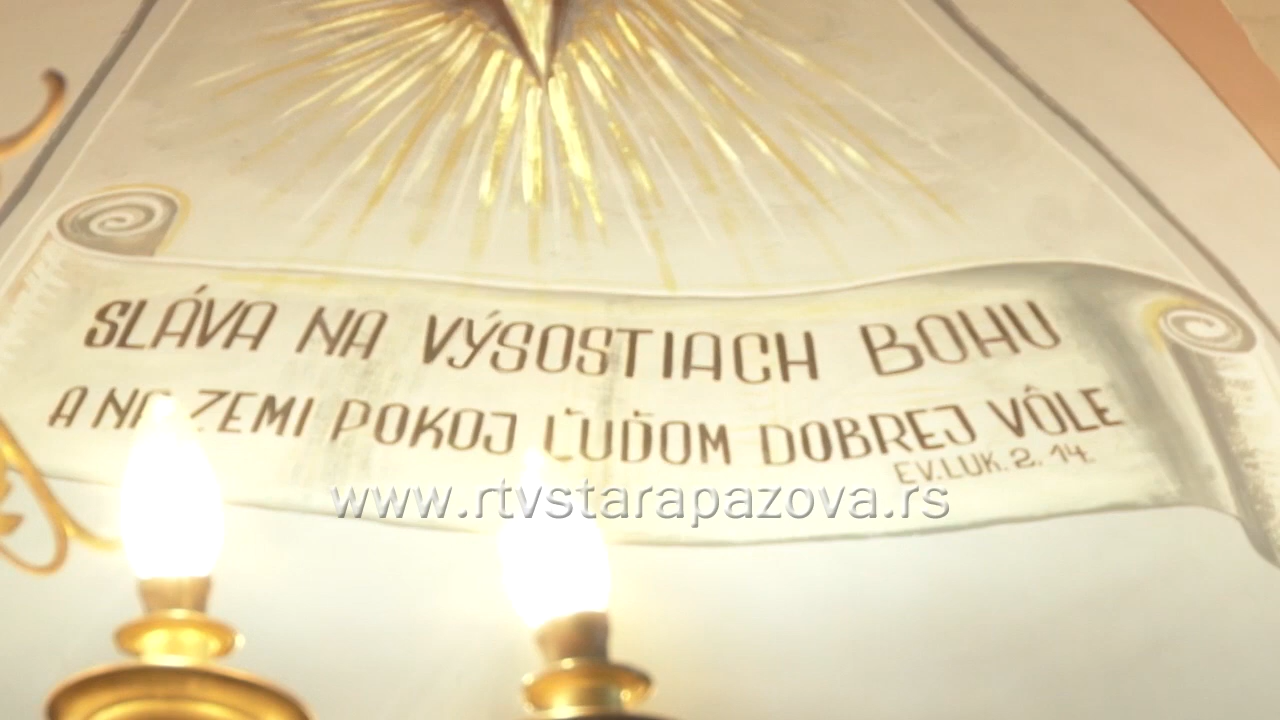 SLÁVA NA VÝSOSTIACH BOHU
A NA ZEMI POKOJ ĽUĎOM DOBREJ VÔLE
EV. LUK. 2. 14.
www.rtvstarapazova.rs